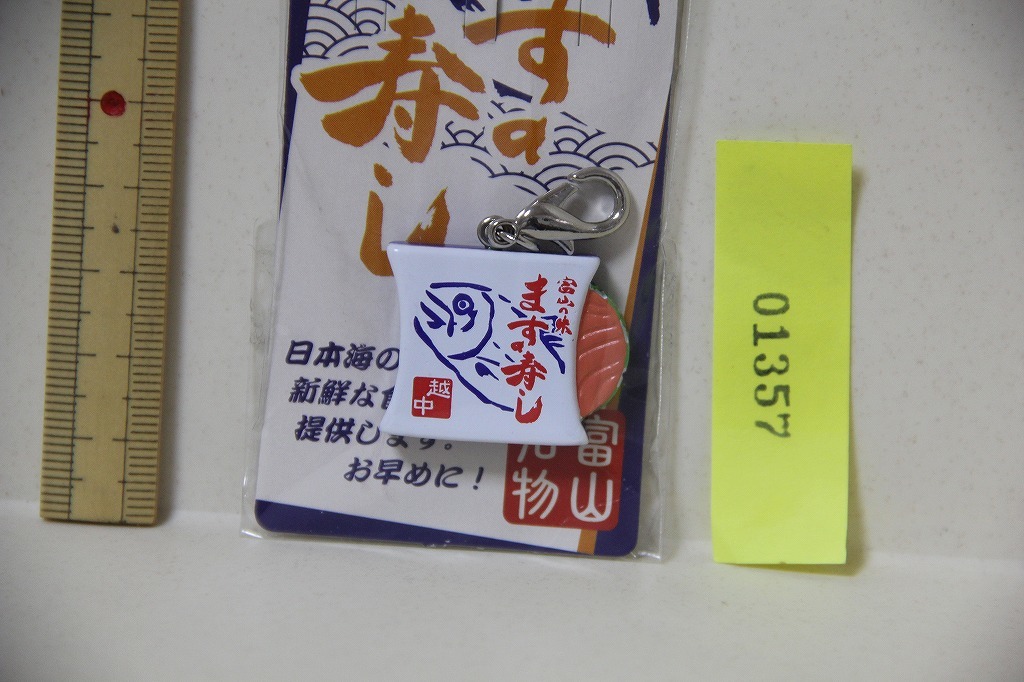 ますの
寿し
日本海の
新鮮な
提供します。
お早めに！
富山
名物
富山の味
ますの寿し
越中
01357